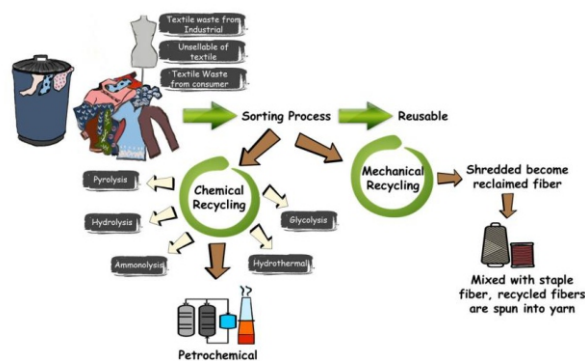 Textile waste from
Industrial
Unsellable of
textile
Textile Waste
from consumer
Sorting Process
Reusable
Chemical
Recycling
Mechanical
Recycling
Shredded become
reclaimed fiber
Pyrolysis
Hydrolysis
Ammonolysis
Glycolysis
Hydrothermal
Mixed with staple
fiber, recycled fibers
are spun into yarn
Petrochemical